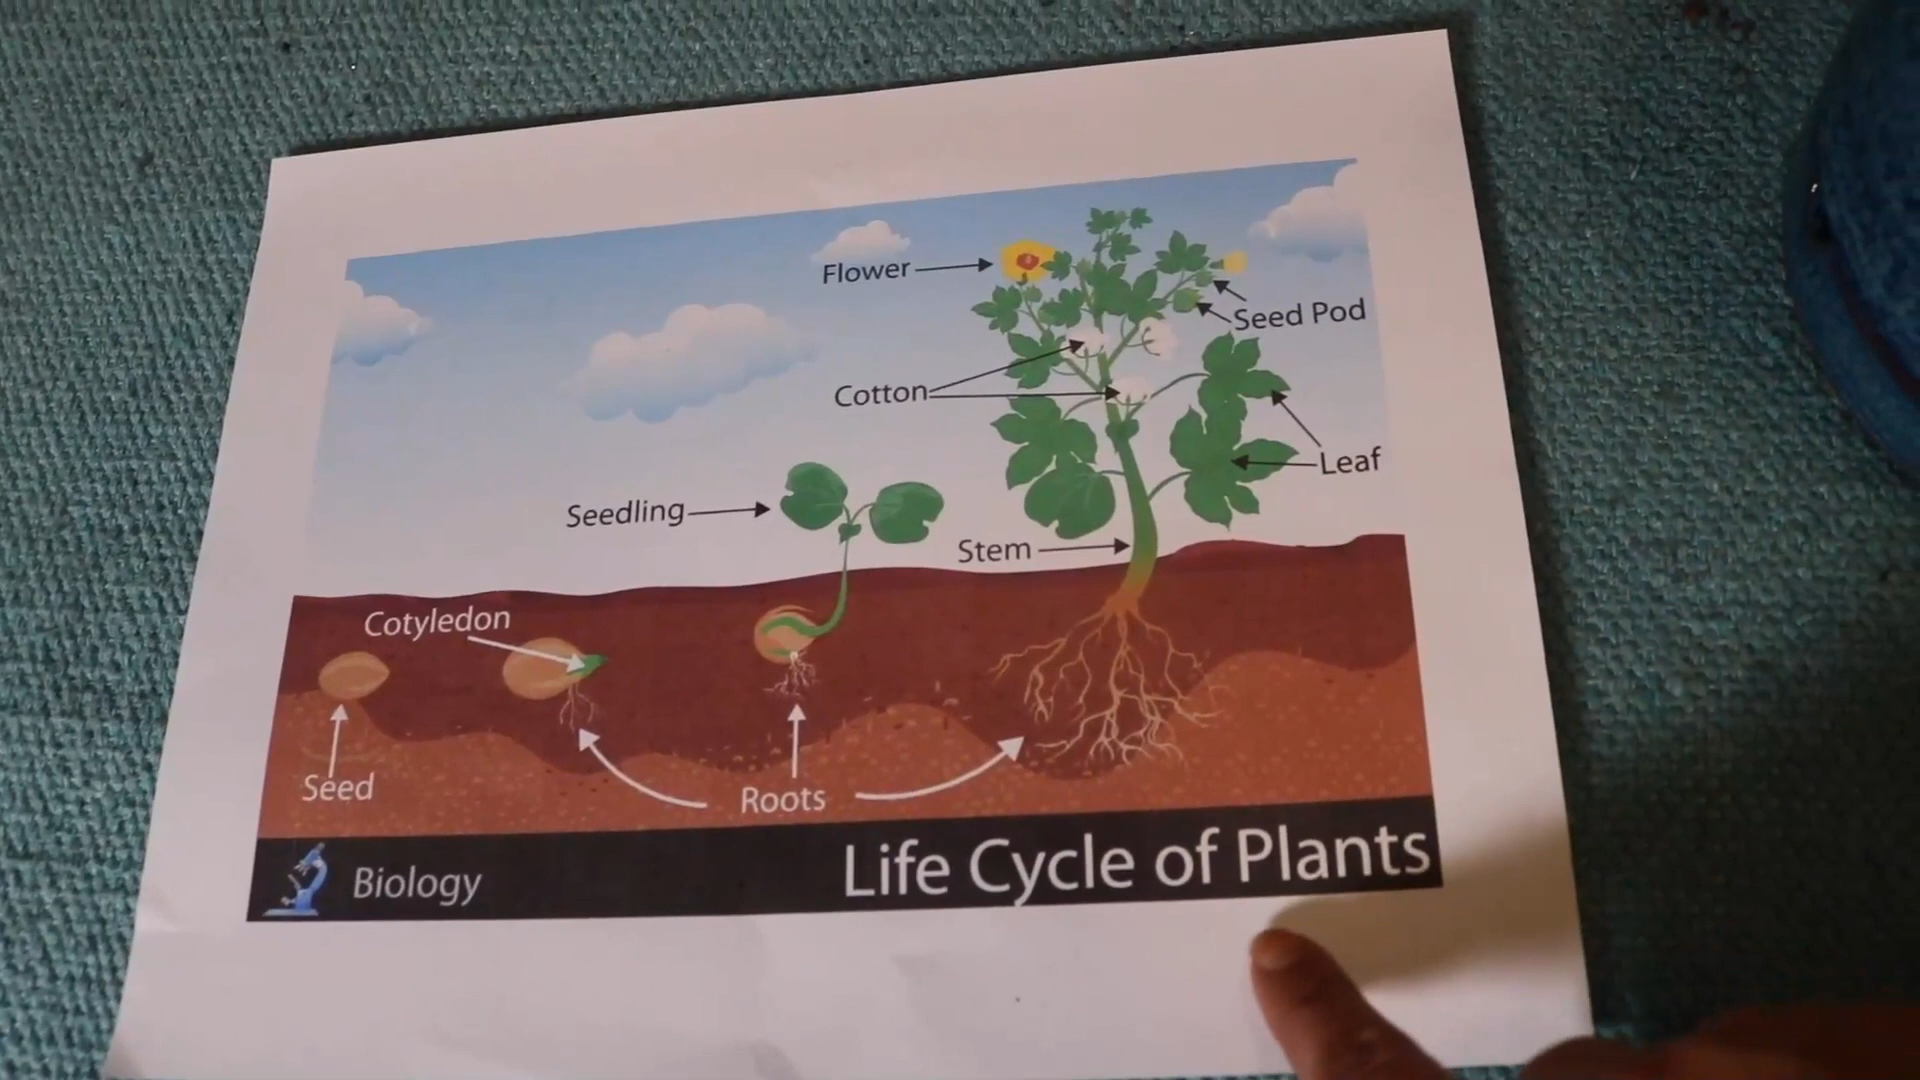 Flower
Seed Pod
Cotton
Leaf
Seedling
Stem
Cotyledon
Seed
Roots
Biology
Life Cycle of Plants